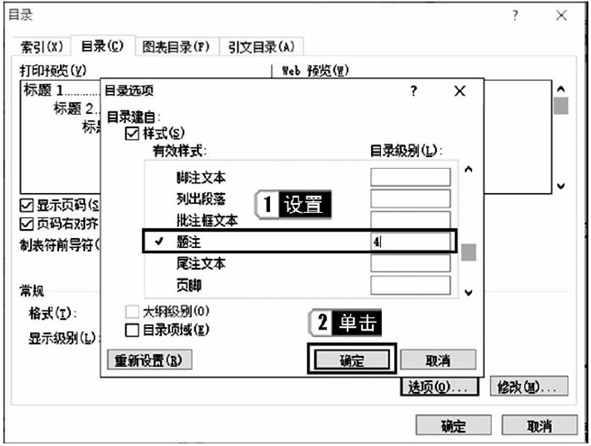 目录
索引(X) 目录(C) 图表目录(F) 引文目录(A)
打印预览(V) Web 预览(W)
标题 1
标题 2
标
目录选项
目录建自:
样式(S)
有效样式: 目录级别(L):
脚注文本
列出段落
1 设置
批注框文本
题注 4
尾注文本
页脚
显示页码(S
页码右对齐
制表符前导符(
常规
格式(T):
显示级别(L):
大纲级别(O)
目录项域(E)
2 单击
重新设置(R) 确定 取消
选项(O)... 修改(M)...
确定 取消